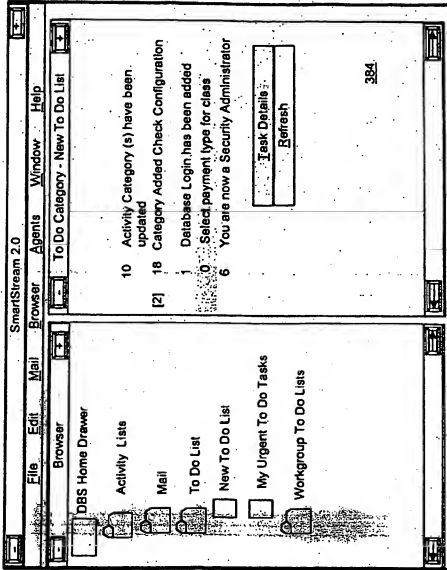 SmartStream 2.0
File Edit Mail Browser Agents Window Help
Browser
DBS Home Drawer
Activity Lists
Mail
To Do List
New To Do List
My Urgent To Do Tasks
Workgroup To Do Lists
To Do Category - New To Do List
10 Activity Category (s) have been
updated
[2] 18 Category Added Check Configuration
1 Database Login has been added
0 Select payment type for class
6 You are now a Security Administrator
Task Details
Refresh
384